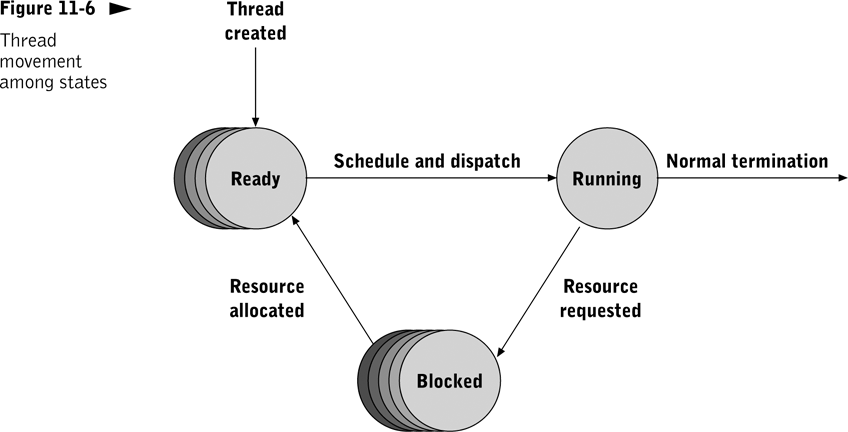 Figure 11-6
Thread
movement
among states
Thread
created
Ready
Schedule and dispatch
Running
Normal termination
Resource
allocated
Resource
requested
Blocked